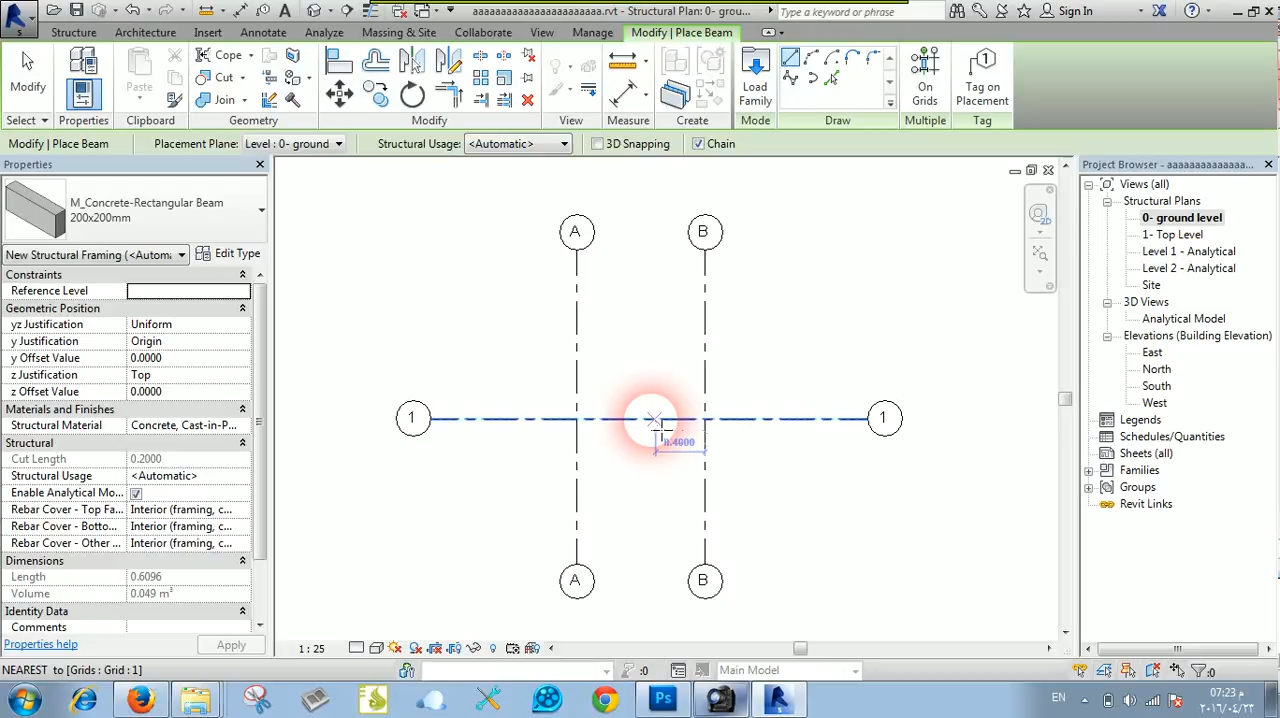 aaaaaaaaaaaaaaaaaaaaaaaa.rvt - Structural Plan: 0- grou...
Type a keyword or phrase
Sign In
Structure
Architecture
Insert
Annotate
Analyze
Massing & Site
Collaborate
View
Manage
Modify | Place Beam
Modify
Paste
Cope
Cut
Join
Load
Family
On
Grids
Tag on
Placement
Select
Properties
Clipboard
Geometry
Modify
View
Measure
Create
Mode
Draw
Multiple
Tag
Modify | Place Beam
Placement Plane: Level : 0- ground
Structural Usage: <Automatic>
3D Snapping
Chain
Properties
M_Concrete-Rectangular Beam
200x200mm
New Structural Framing (<Autom
Edit Type
Constraints
Reference Level
Geometric Position
yz Justification Uniform
y Justification Origin
y Offset Value 0.0000
z Justification Top
z Offset Value 0.0000
Materials and Finishes
Structural Material Concrete, Cast-in-P...
Structural
Cut Length 0.2000
Structural Usage <Automatic>
Enable Analytical Mo...
Rebar Cover - Top Fa... Interior (framing, c...
Rebar Cover - Botto... Interior (framing, c...
Rebar Cover - Other ... Interior (framing, c...
Dimensions
Length 0.6096
Volume 0.049 m³
Identity Data
Comments
Properties help
Apply
A
B
1
1
0.4000
A
B
2D
1 : 25
Project Browser - aaaaaaaaaaaaaa...
Views (all)
Structural Plans
0- ground level
1- Top Level
Level 1 - Analytical
Level 2 - Analytical
Site
3D Views
Analytical Model
Elevations (Building Elevation)
East
North
South
West
Legends
Schedules/Quantities
Sheets (all)
Families
Groups
Revit Links
NEAREST to [Grids : Grid : 1]
:0
Main Model
:0
Ps
EN
07:23 م
٢٠١٦/٠٤/٢٣